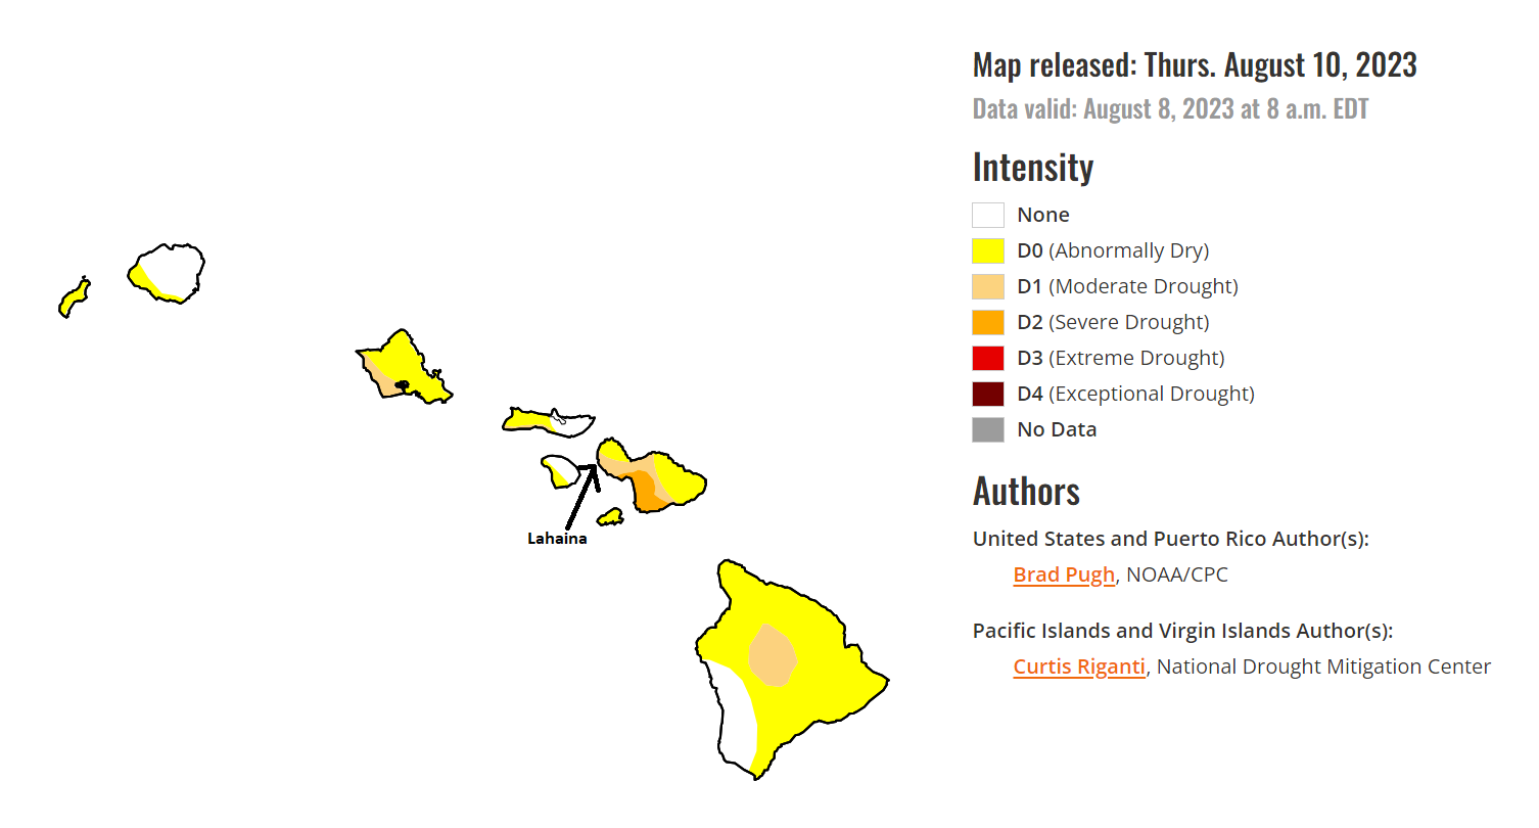 Map released: Thurs. August 10, 2023
Data valid: August 8, 2023 at 8 a.m. EDT
Intensity
None
D0 (Abnormally Dry)
D1 (Moderate Drought)
D2 (Severe Drought)
D3 (Extreme Drought)
D4 (Exceptional Drought)
No Data
Authors
United States and Puerto Rico Author(s):
Brad Pugh, NOAA/CPC
Pacific Islands and Virgin Islands Author(s):
Curtis Riganti, National Drought Mitigation Center
Lahaina